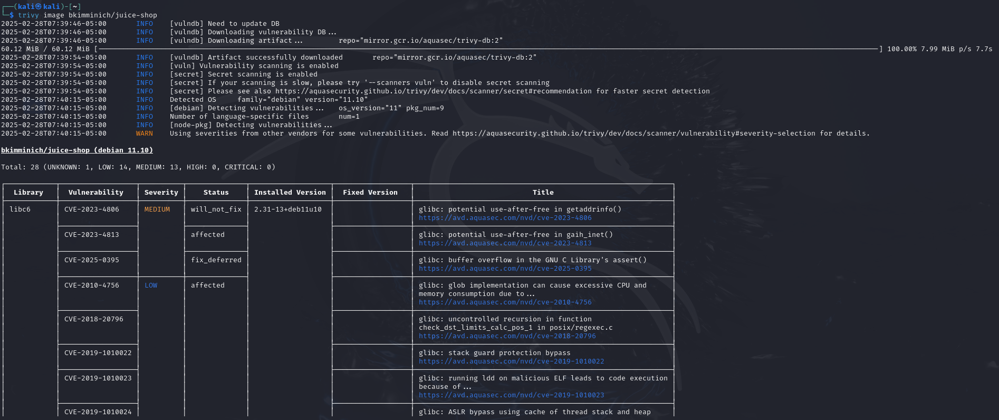 ┌──(kali㉿kali)-[~]
└─$ trivy image bkimminich/juice-shop
2025-02-28T07:39:46-05:00 INFO [vulndb] Need to update DB
2025-02-28T07:39:46-05:00 INFO [vulndb] Downloading vulnerability DB...
2025-02-28T07:39:46-05:00 INFO [vulndb] Downloading artifact... repo="mirror.gcr.io/aquasec/trivy-db:2"
60.12 MiB / 60.12 MiB [---] 100.00% 7.99 MiB p/s 7.7s
2025-02-28T07:39:54-05:00 INFO [vulndb] Artifact successfully downloaded repo="mirror.gcr.io/aquasec/trivy-db:2"
2025-02-28T07:39:54-05:00 INFO [vuln] Vulnerability scanning is enabled
2025-02-28T07:39:54-05:00 INFO [secret] Secret scanning is enabled
2025-02-28T07:39:54-05:00 INFO [secret] If your scanning is slow, please try '--scanners vuln' to disable secret scanning
2025-02-28T07:39:54-05:00 INFO [secret] Please see also https://aquasecurity.github.io/trivy/dev/docs/scanner/secret#recommendation for faster secret detection
2025-02-28T07:40:15-05:00 INFO Detected OS family="debian" version="11.10"
2025-02-28T07:40:15-05:00 INFO [debian] Detecting vulnerabilities... os_version="11" pkg_num=9
2025-02-28T07:40:15-05:00 INFO Number of language-specific files num=1
2025-02-28T07:40:15-05:00 INFO [node-pkg] Detecting vulnerabilities...
2025-02-28T07:40:15-05:00 WARN Using severities from other vendors for some vulnerabilities. Read https://aquasecurity.github.io/trivy/dev/docs/scanner/vulnerability#severity-selection for details.
bkimminich/juice-shop (debian 11.10)
Total: 28 (UNKNOWN: 1, LOW: 14, MEDIUM: 13, HIGH: 0, CRITICAL: 0)
Library Vulnerability Severity Status Installed Version Fixed Version Title
libc6 CVE-2023-4806 MEDIUM will_not_fix 2.31-13+deb11u10 glibc: potential use-after-free in getaddrinfo()
https://avd.aquasec.com/nvd/cve-2023-4806
CVE-2023-4813 affected glibc: potential use-after-free in gaih_inet()
https://avd.aquasec.com/nvd/cve-2023-4813
CVE-2025-0395 fix_deferred glibc: buffer overflow in the GNU C Library's assert()
https://avd.aquasec.com/nvd/cve-2025-0395
CVE-2010-4756 LOW affected glibc: glob implementation can cause excessive CPU and
memory consumption due to...
https://avd.aquasec.com/nvd/cve-2010-4756
CVE-2018-20796 glibc: uncontrolled recursion in function
check_dst_limits_calc_pos_1 in posix/regexec.c
https://avd.aquasec.com/nvd/cve-2018-20796
CVE-2019-1010022 glibc: stack guard protection bypass
https://avd.aquasec.com/nvd/cve-2019-1010022
CVE-2019-1010023 glibc: running ldd on malicious ELF leads to code execution
because of...
https://avd.aquasec.com/nvd/cve-2019-1010023
CVE-2019-1010024 glibc: ASLR bypass using cache of thread stack and heap